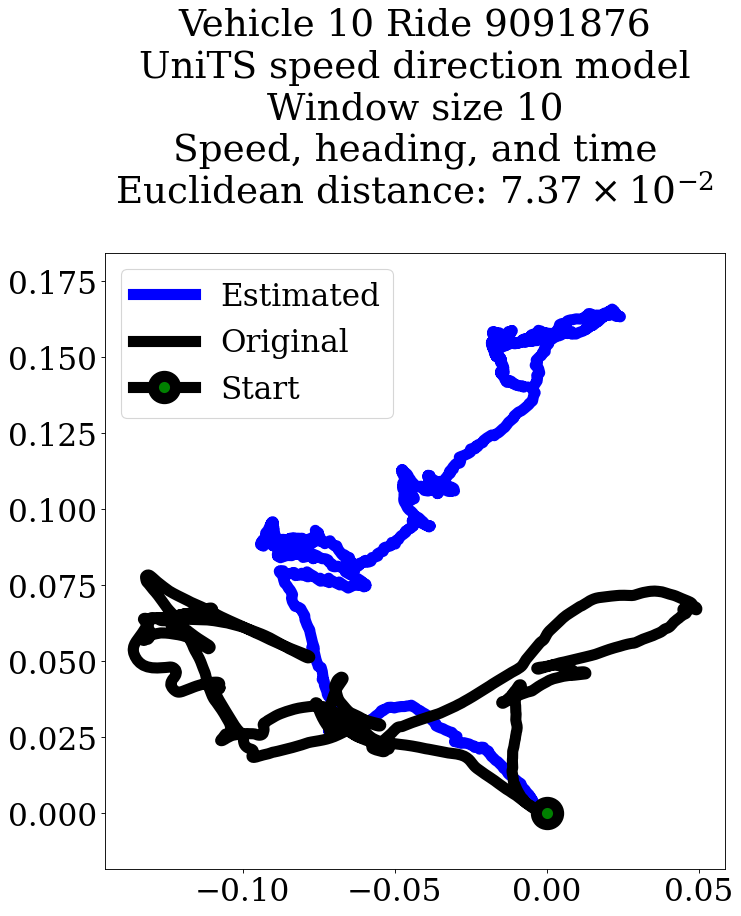 Vehicle 10 Ride 9091876
UniTS speed direction model
Window size 10
Speed, heading, and time
Euclidean distance: 7.37 × 10⁻²
Estimated
Original
Start
0.175
0.150
0.125
0.100
0.075
0.050
0.025
0.000
−0.10 −0.05 0.00 0.05